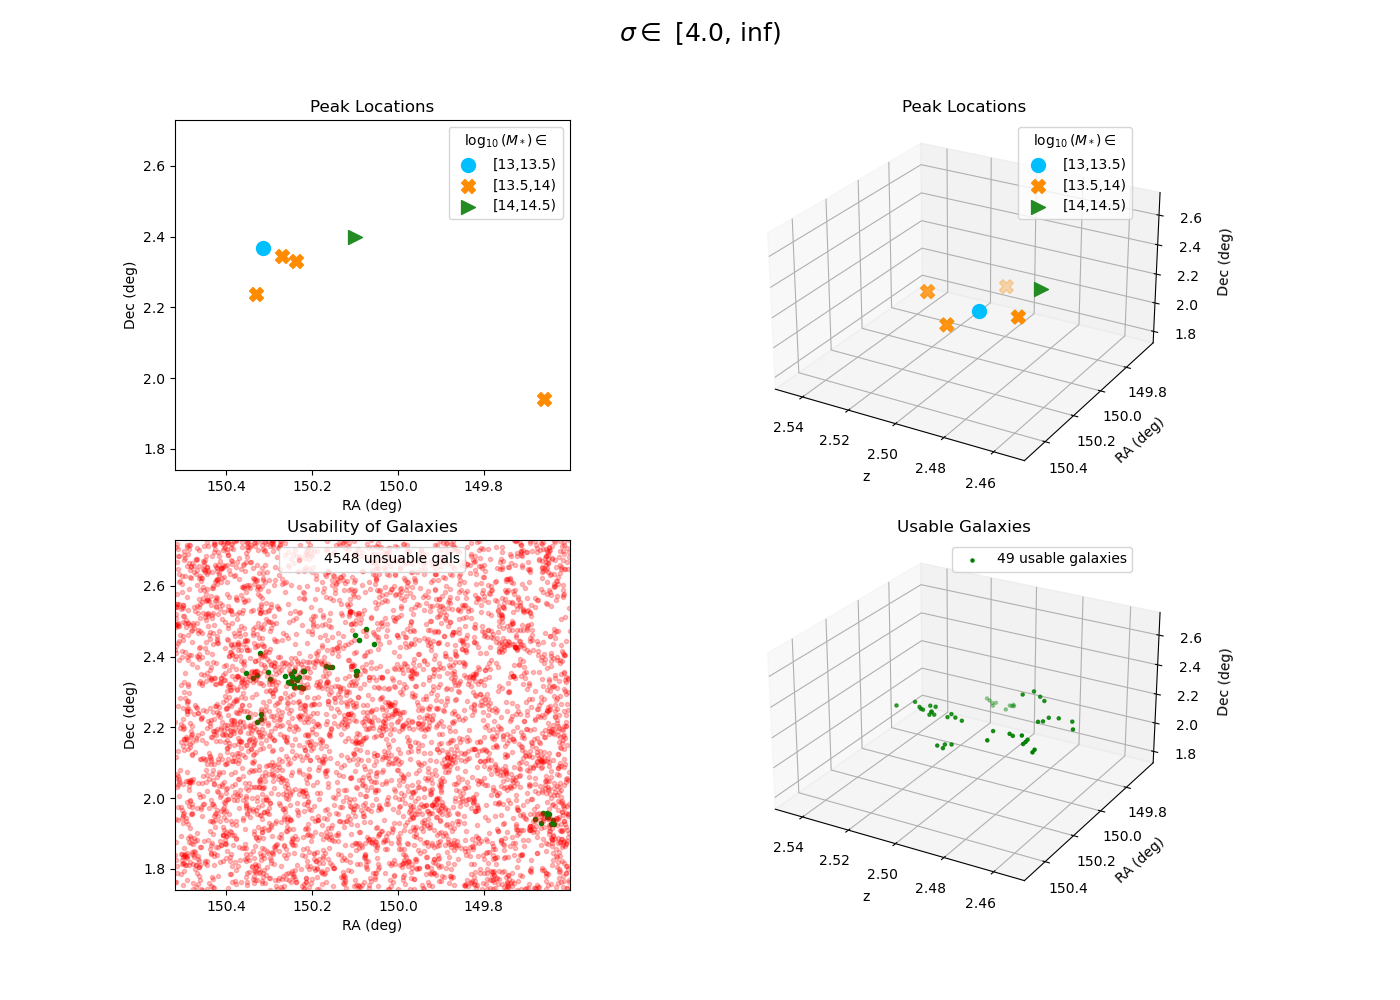 σ ∈ [4.0, inf)
Peak Locations
log₁₀(M*) ∈
[13,13.5)
[13.5,14)
[14,14.5)
2.6
2.4
2.2
2.0
1.8
Dec (deg)
150.4 150.2 150.0 149.8
RA (deg)
Peak Locations
log₁₀(M*) ∈
[13,13.5)
[13.5,14)
[14,14.5)
2.6
2.4
2.2
2.0
1.8
Dec (deg)
149.8
150.0
150.2
150.4
RA (deg)
2.54
2.52
2.50
2.48
2.46
z
Usability of Galaxies
4548 unsuable gals
2.6
2.4
2.2
2.0
1.8
Dec (deg)
150.4 150.2 150.0 149.8
RA (deg)
Usable Galaxies
49 usable galaxies
2.6
2.4
2.2
2.0
1.8
Dec (deg)
149.8
150.0
150.2
150.4
RA (deg)
2.54
2.52
2.50
2.48
2.46
z